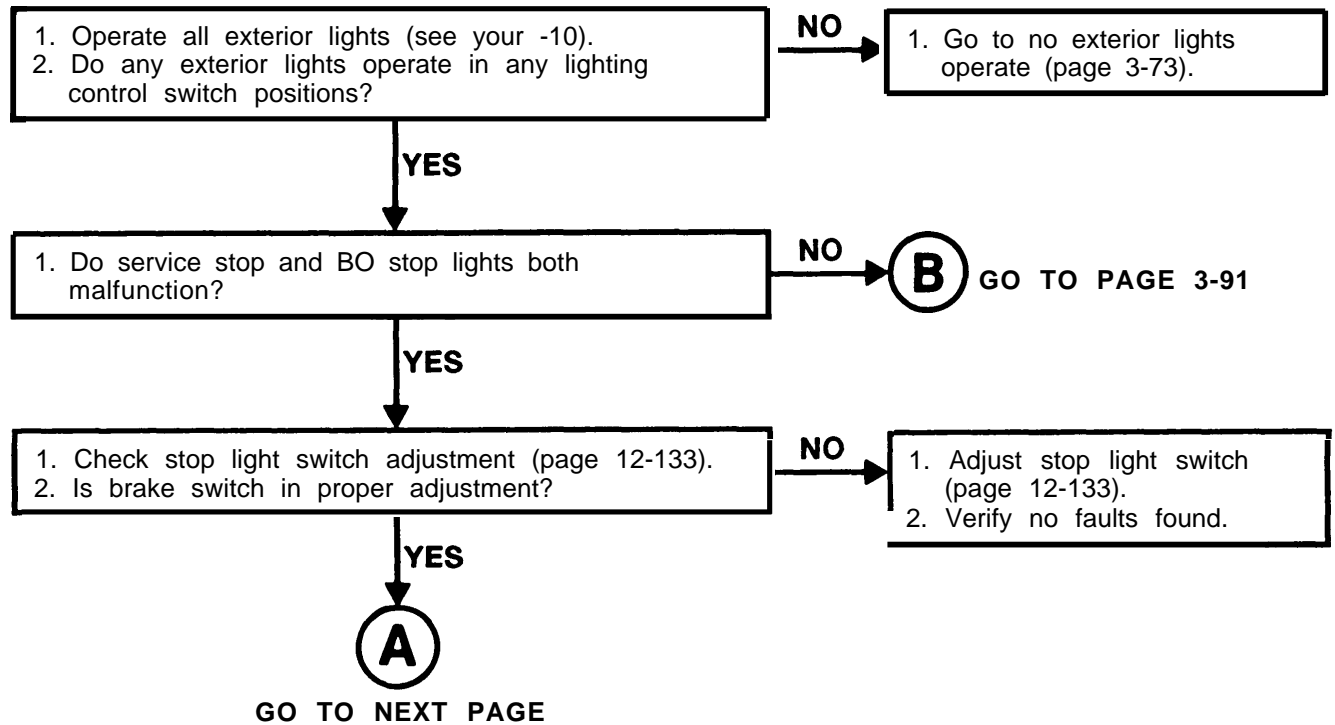 1. Operate all exterior lights (see your -10).
2. Do any exterior lights operate in any lighting
control switch positions?
NO
1. Go to no exterior lights
operate (page 3-73).
YES
1. Do service stop and BO stop lights both
malfunction?
NO
B
GO TO PAGE 3-91
YES
1. Check stop light switch adjustment (page 12-133).
2. Is brake switch in proper adjustment?
NO
1. Adjust stop light switch
(page 12-133).
2. Verify no faults found.
YES
A
GO TO NEXT PAGE